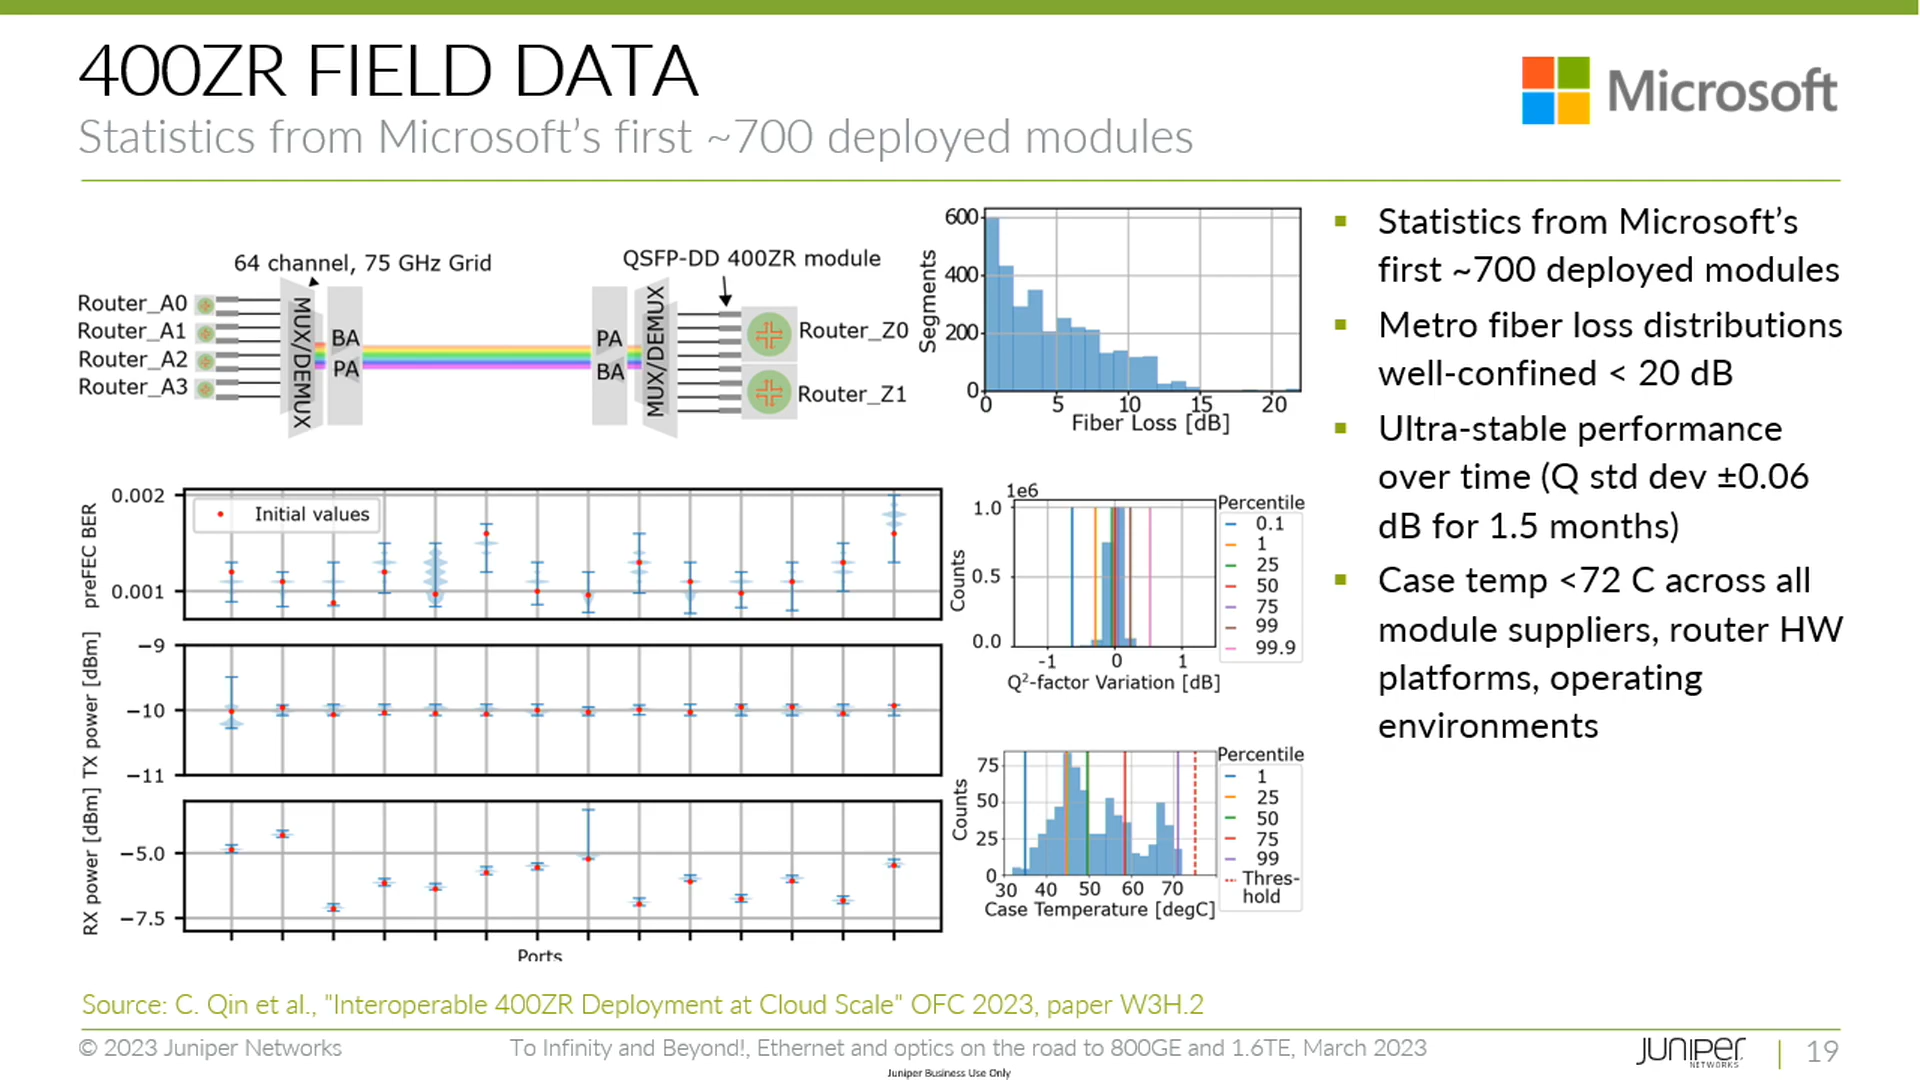 400ZR FIELD DATA
Statistics from Microsoft's first ~700 deployed modules
Microsoft
64 channel, 75 GHz Grid
QSFP-DD 400ZR module
Router_A0
Router_A1
Router_A2
Router_A3
MUX/DEMUX
BA
PA
PA
BA
MUX/DEMUX
Router_Z0
Router_Z1
Segments
600
400
200
0
0 5 10 15 20
Fiber Loss [dB]
preFEC BER
0.002
0.001
Initial values
TX power [dBm]
−9
−10
−11
RX power [dBm]
−5.0
−7.5
Ports
1e6
Counts
1.0
0.5
0.0
-1 0 1
Q²-factor Variation [dB]
Percentile
0.1
1
25
50
75
99
99.9
Counts
75
50
25
0
30 40 50 60 70
Case Temperature [degC]
Percentile
1
25
50
75
99
Thres-
hold
Statistics from Microsoft's
first ~700 deployed modules
Metro fiber loss distributions
well-confined < 20 dB
Ultra-stable performance
over time (Q std dev ±0.06
dB for 1.5 months)
Case temp <72 C across all
module suppliers, router HW
platforms, operating
environments
Source: C. Qin et al., "Interoperable 400ZR Deployment at Cloud Scale" OFC 2023, paper W3H.2
© 2023 Juniper Networks
To Infinity and Beyond!, Ethernet and optics on the road to 800GE and 1.6TE, March 2023
Juniper Business Use Only
JUNIPER
NETWORKS
19